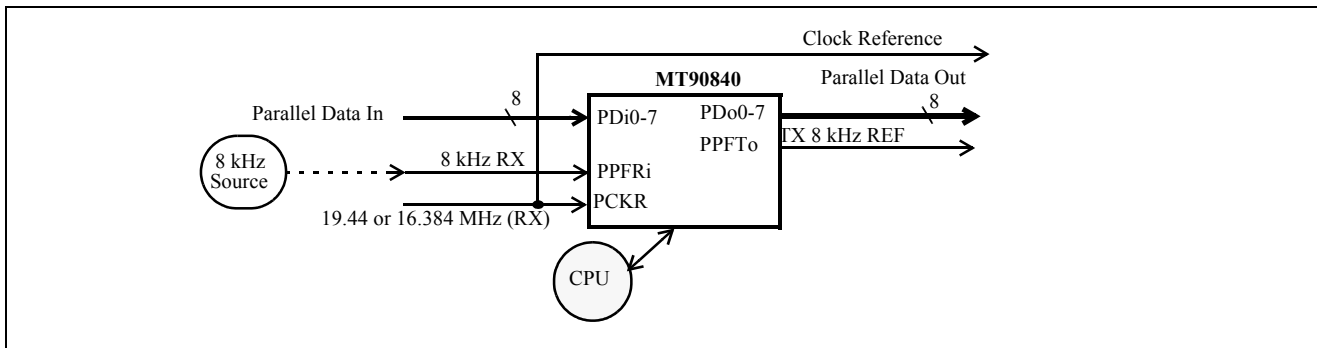 Clock Reference
MT90840
Parallel Data Out
8
8
Parallel Data In
PDi0-7
PDo0-7
PPFTo
TX 8 kHz REF
8 kHz
Source
8 kHz RX
PPFRi
PCKR
19.44 or 16.384 MHz (RX)
CPU